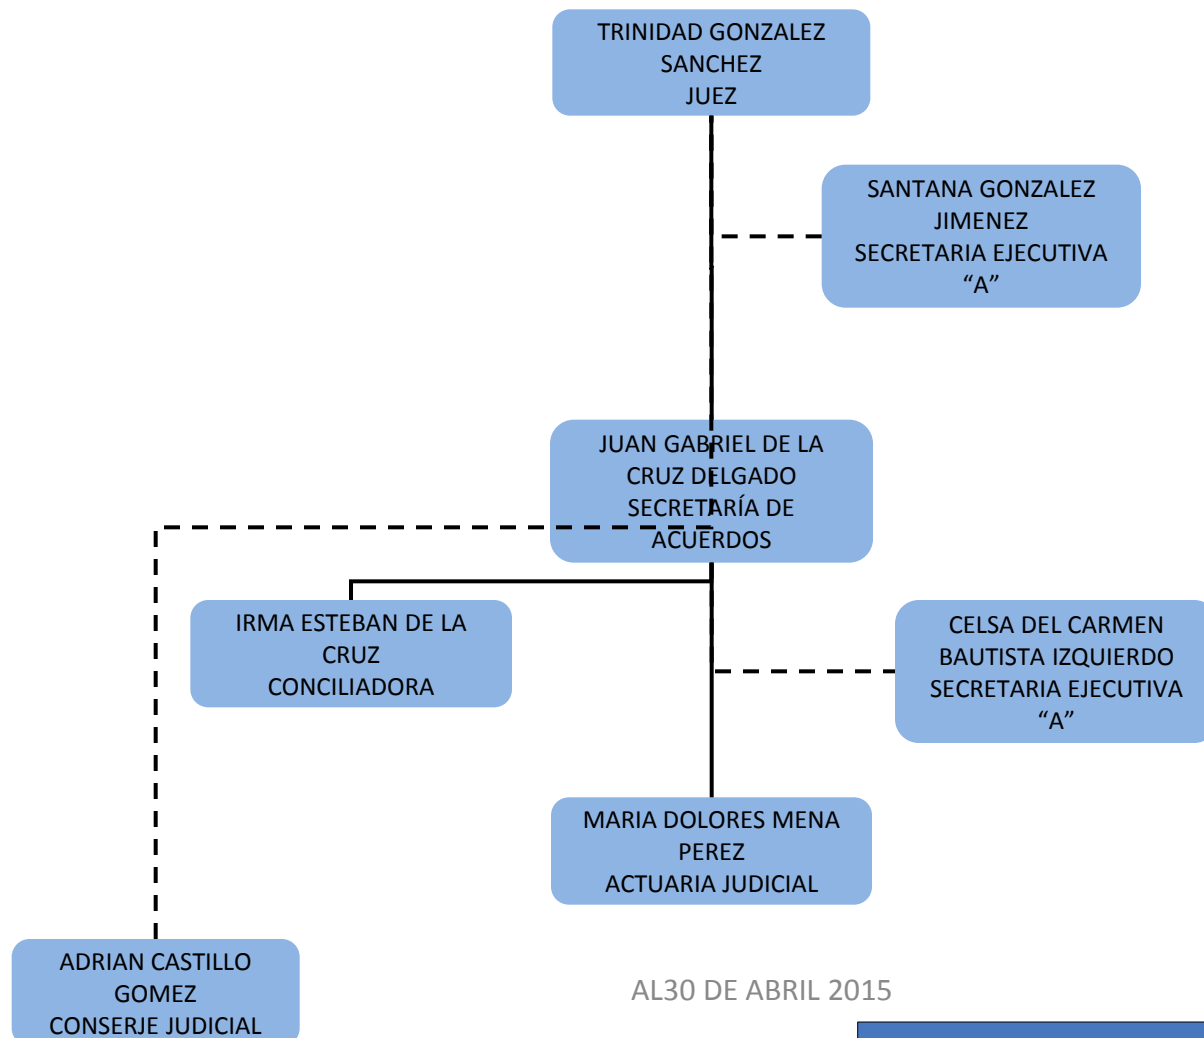 TRINIDAD GONZALEZ
SANCHEZ
JUEZ
SANTANA GONZALEZ
JIMENEZ
SECRETARIA EJECUTIVA
“A”
JUAN GABRIEL DE LA
CRUZ DELGADO
SECRETARÍA DE
ACUERDOS
IRMA ESTEBAN DE LA
CRUZ
CONCILIADORA
CELSA DEL CARMEN
BAUTISTA IZQUIERDO
SECRETARIA EJECUTIVA
“A”
MARIA DOLORES MENA
PEREZ
ACTUARIA JUDICIAL
ADRIAN CASTILLO
GOMEZ
CONSERJE JUDICIAL
AL30 DE ABRIL 2015